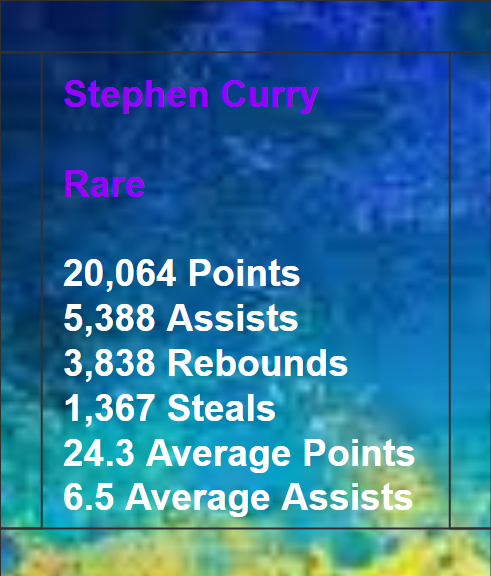 Stephen Curry
Rare
20,064 Points
5,388 Assists
3,838 Rebounds
1,367 Steals
24.3 Average Points
6.5 Average Assists